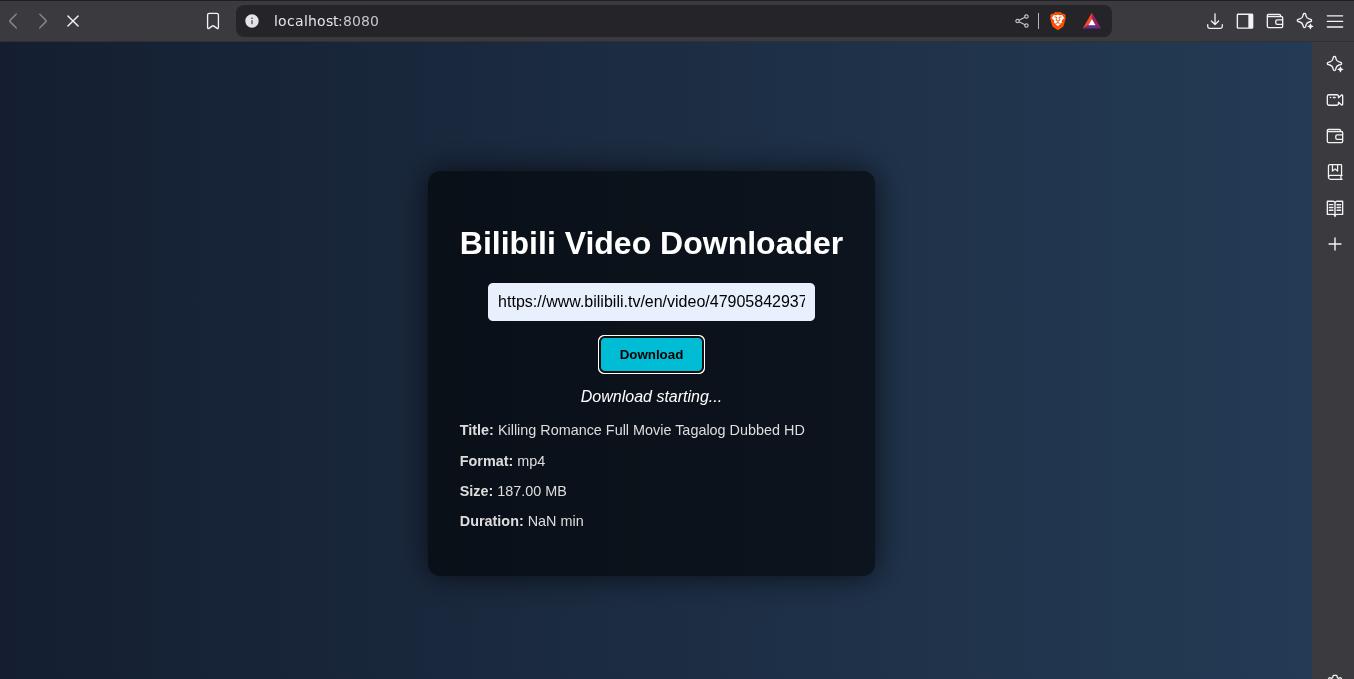 localhost:8080
Bilibili Video Downloader
https://www.bilibili.tv/en/video/47905842937
Download
Download starting...
Title: Killing Romance Full Movie Tagalog Dubbed HD
Format: mp4
Size: 187.00 MB
Duration: NaN min